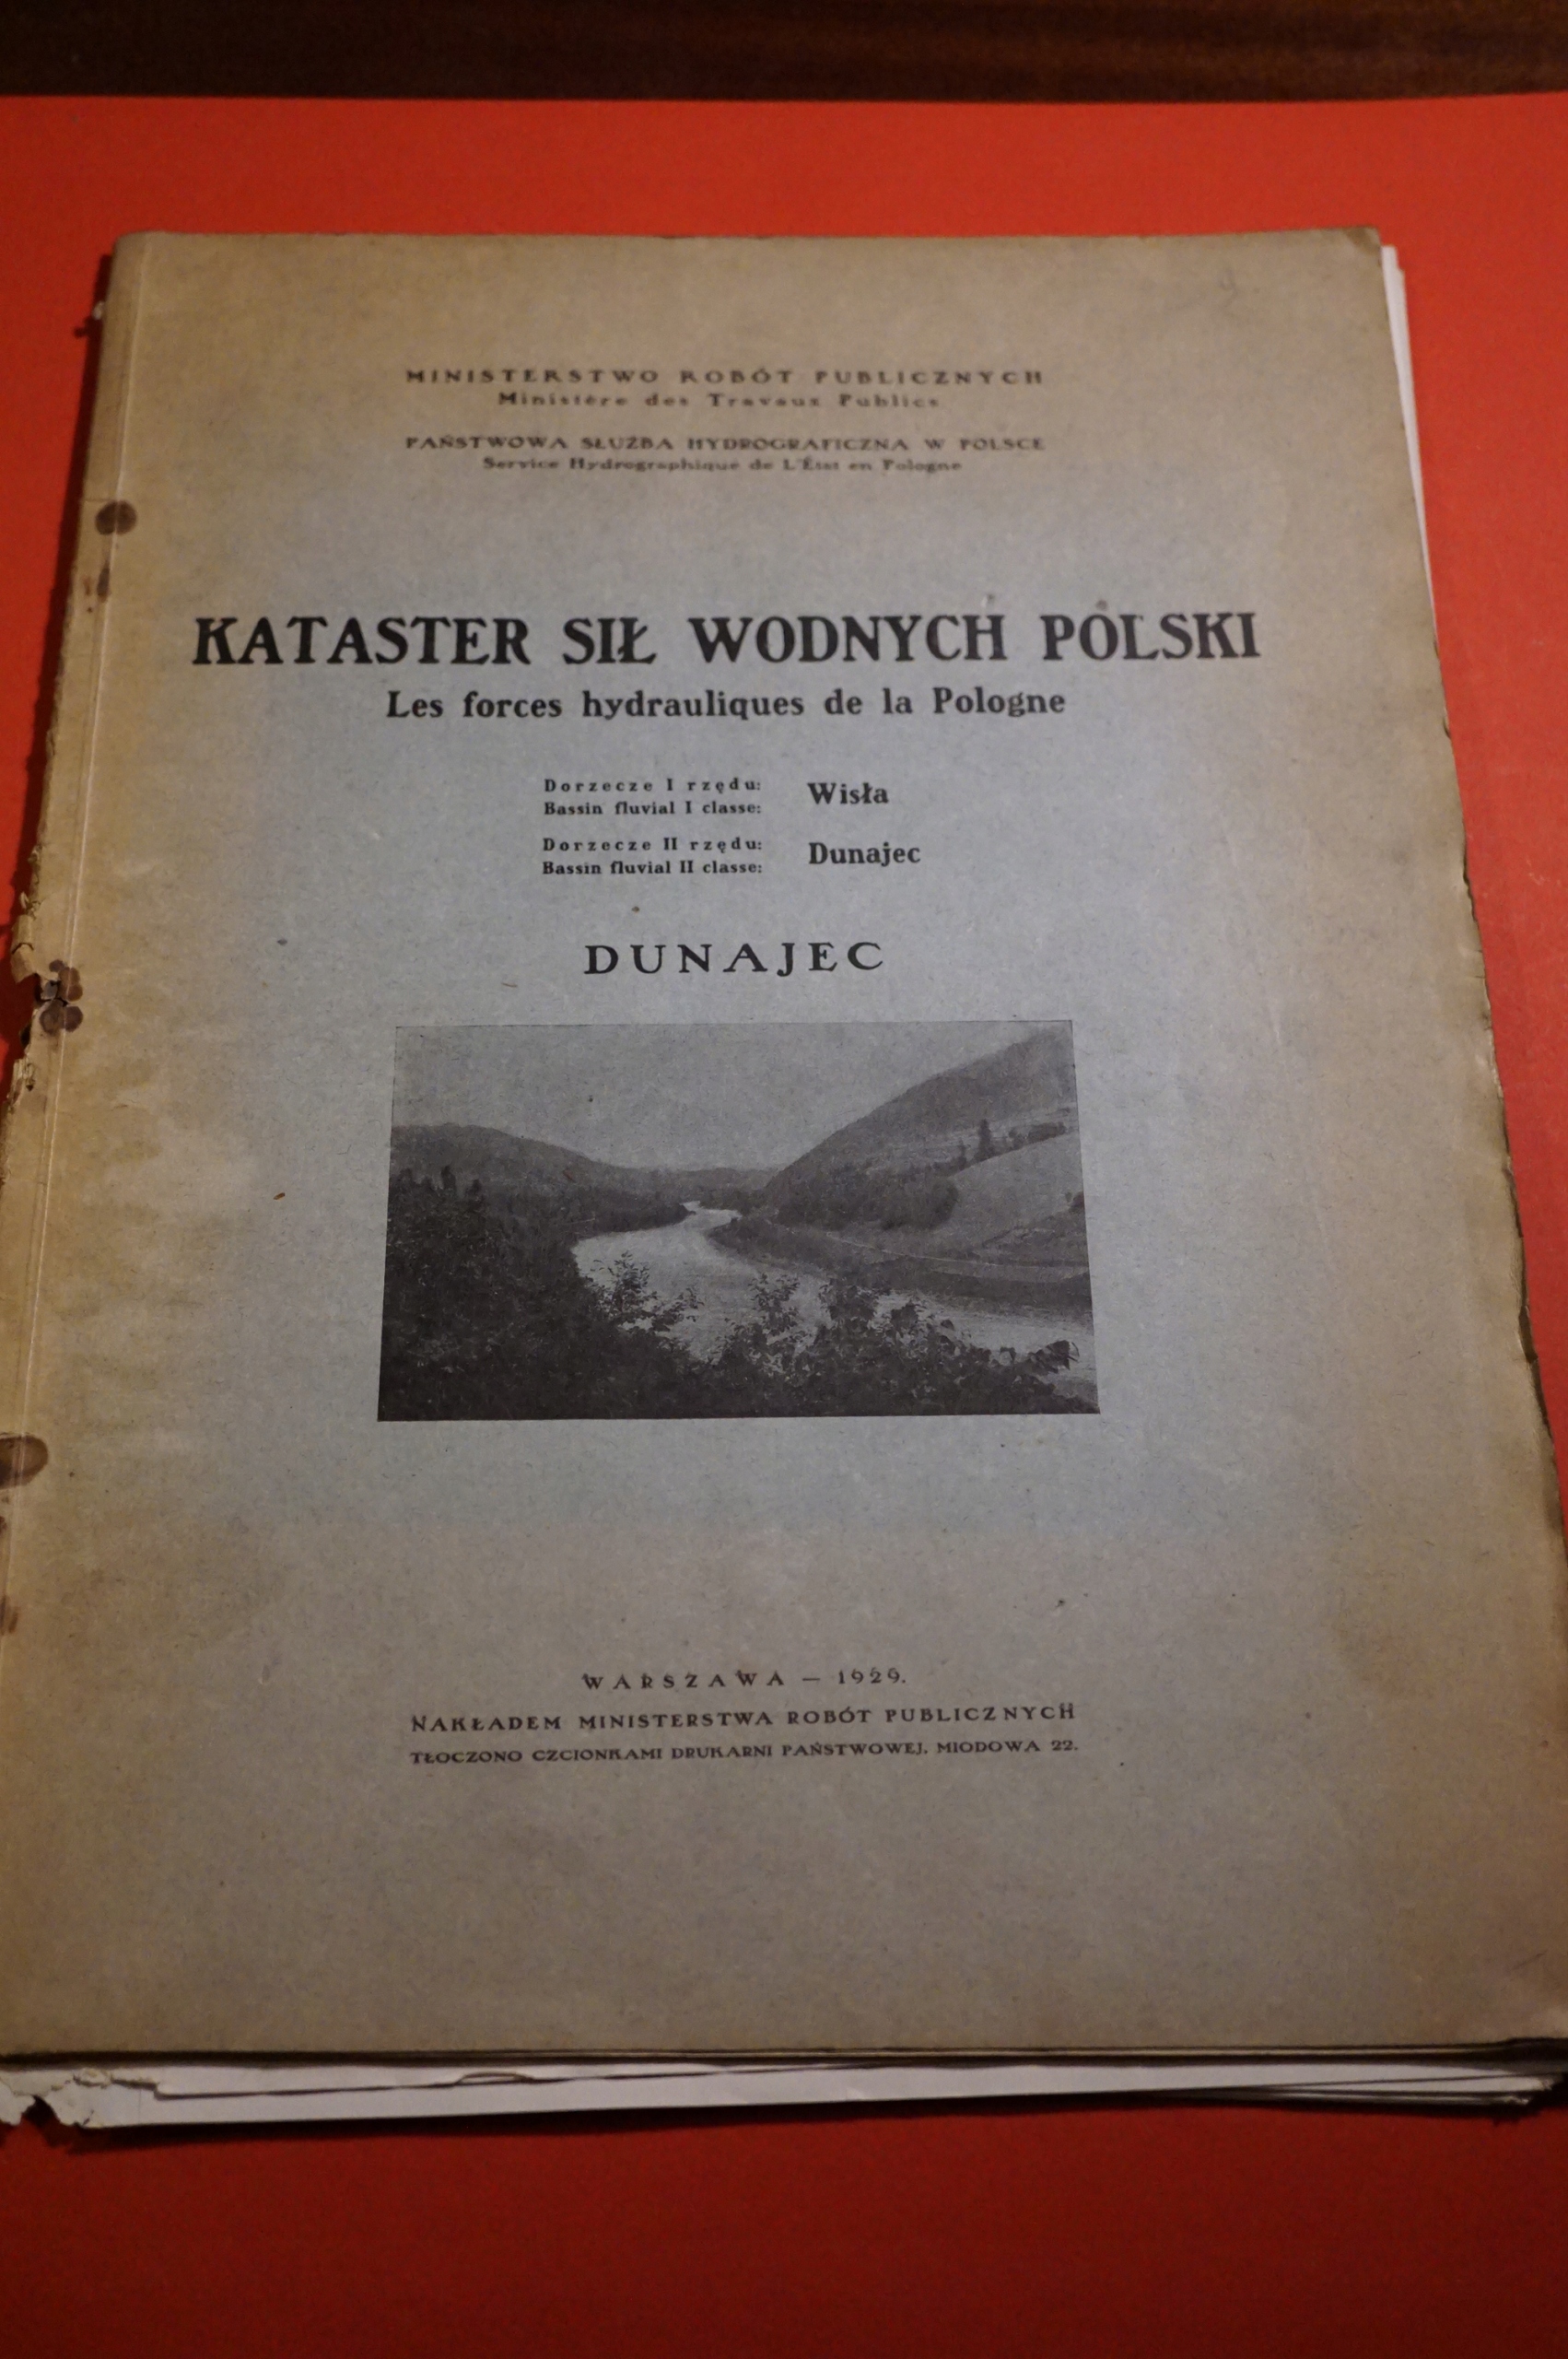 MINISTERSTWO ROBÓT PUBLICZNYCH
Ministère des Travaux Publics
PAŃSTWOWA SŁUŻBA HYDROGRAFICZNA W POLSCE
Service Hydrographique de L'État en Pologne
KATASTER SIŁ WODNYCH POLSKI
Les forces hydrauliques de la Pologne
Dorzecze I rzędu: Wisła
Bassin fluvial I classe:
Dorzecze II rzędu: Dunajec
Bassin fluvial II classe:
DUNAJEC
WARSZAWA — 1929.
NAKŁADEM MINISTERSTWA ROBÓT PUBLICZNYCH
TŁOCZONO CZCIONKAMI DRUKARNI PAŃSTWOWEJ. MIODOWA 22.